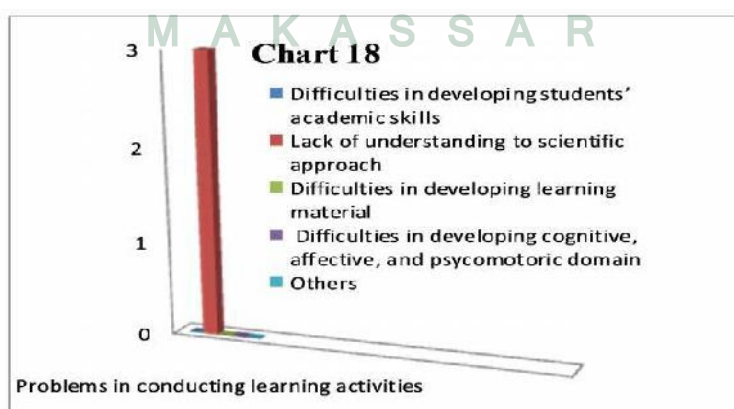 MAKASSAR
Chart 18
3
2
1
0
Difficulties in developing students’
academic skills
Lack of understanding to scientific
approach
Difficulties in developing learning
material
Difficulties in developing cognitive,
affective, and psycomotoric domain
Others
Problems in conducting learning activities